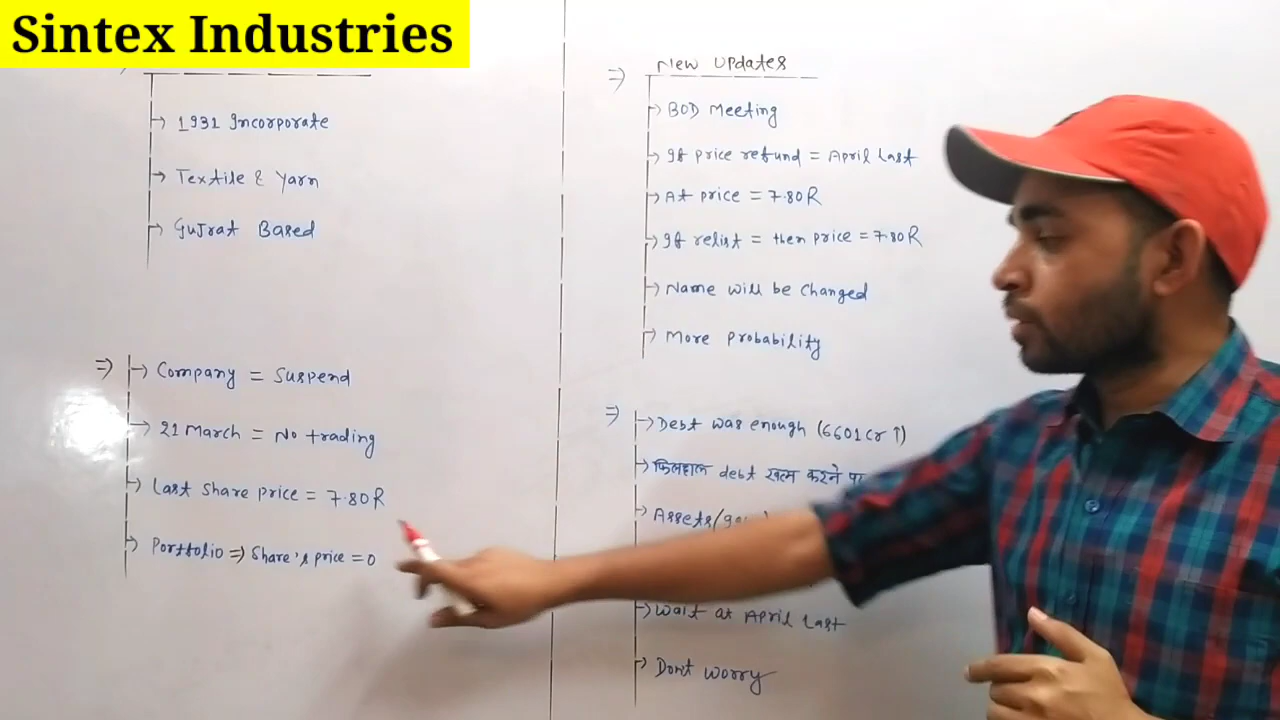 Sintex Industries
1931 Incorporate
Textile & Yarn
Gujrat Based
Company = Suspend
21 March = No trading
Last share price = 7.80R
Portfolio => Share's price = 0
New Updates
BOD Meeting
If price refund = April Last
At price = 7.80R
If relist = then price = 7.80R
Name will be changed
More probability
Debt was enough (6601cr ↑)
फिलहाल debt खत्म करने पर
Assets
Wait at April Last
Dont worry